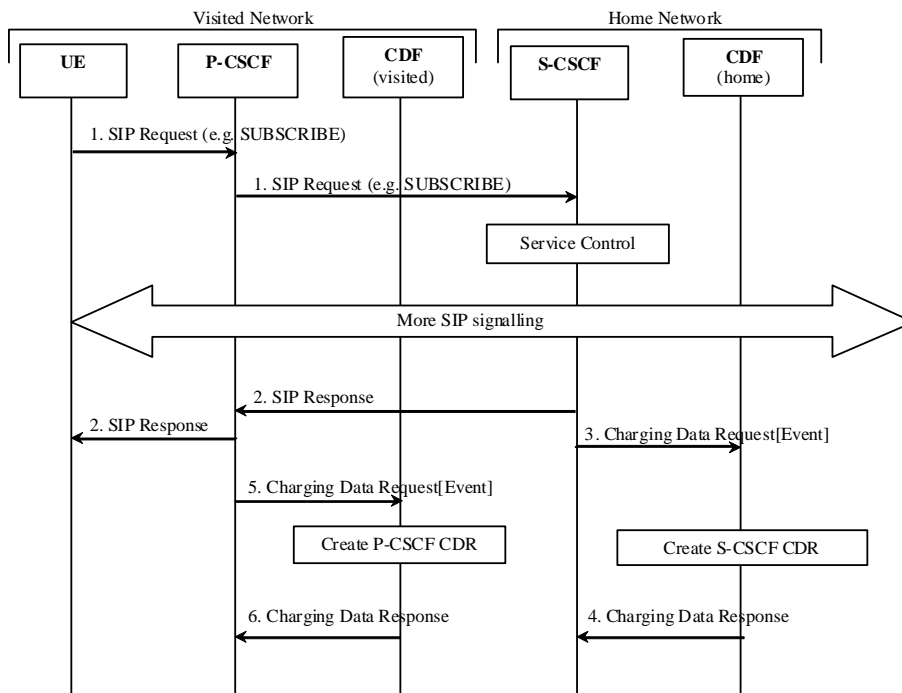 Visited Network
Home Network
UE
P-CSCF
CDF
(visited)
S-CSCF
CDF
(home)
1. SIP Request (e.g. SUBSCRIBE)
1. SIP Request (e.g. SUBSCRIBE)
Service Control
More SIP signalling
2. SIP Response
2. SIP Response
3. Charging Data Request[Event]
5. Charging Data Request[Event]
Create P-CSCF CDR
Create S-CSCF CDR
6. Charging Data Response
4. Charging Data Response